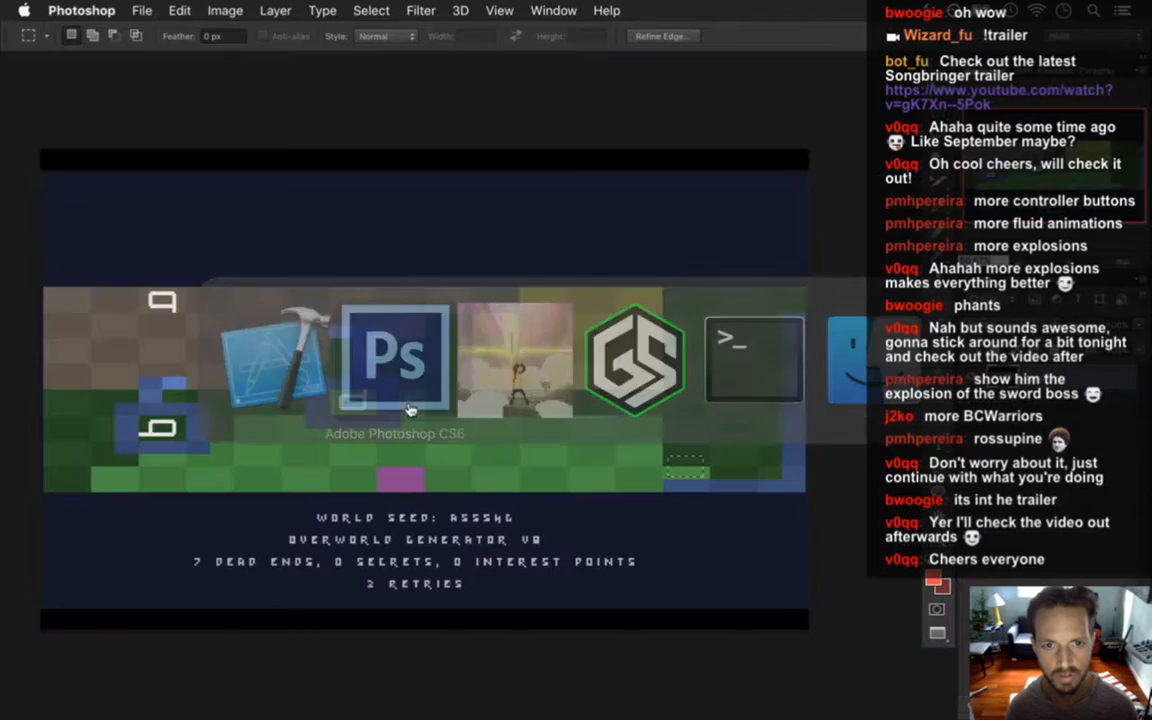 Photoshop File Edit Image Layer Type Select Filter 3D View Window Help
Feather: 0 px Anti-alias Style: Normal Width: Height: Refine Edge...
bwoogie: oh wow
Wizard_fu: !trailer
bot_fu: Check out the latest
Songbringer trailer
https://www.youtube.com/watch?
v=gK7Xn--5Pok
v0qq: Ahaha quite some time ago
Like September maybe?
v0qq: Oh cool cheers, will check it
out!
pmhpereira: more controller buttons
pmhpereira: more fluid animations
pmhpereira: more explosions
v0qq: Ahahah more explosions
makes everything better
bwoogie: phants
v0qq: Nah but sounds awesome,
gonna stick around for a bit tonight
and check out the video after
pmhpereira: show him the
explosion of the sword boss
j2ko: more BCWarriors
pmhpereira: rossupine
v0qq: Don't worry about it, just
continue with what you're doing
bwoogie: its int he trailer
v0qq: Yer I'll check the video out
afterwards
v0qq: Cheers everyone
Ps
GS
>_
Adobe Photoshop CS6
OVERWORLD GENERATOR V8
7 DEAD ENDS, 0 SECRETS, 0 INTEREST POINTS
2 RETRIES